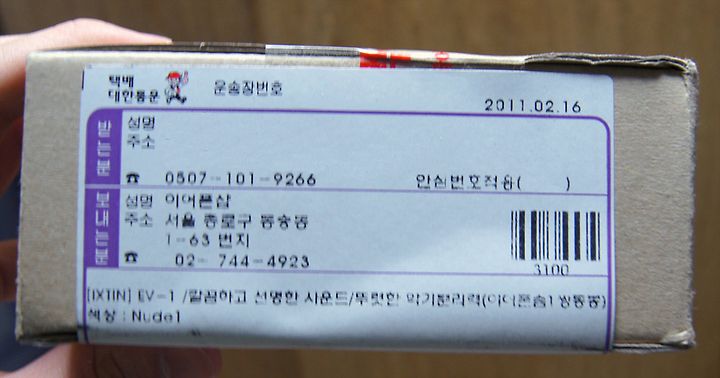 택배
대한통운
운송장번호
2011.02.16
받는분
성명
주소
☎ 0507-101-9266 안심번호적용( )
보내는분
성명 이어폰샵
주소 서울 종로구 동숭동
1-63 번지
☎ 02- 744-4923
3100
[IXTIN] EV-1 /깔끔하고 선명한 사운드/뚜렷한 악기분리력(이어폰솜1쌍동봉)
색상 : Nude1